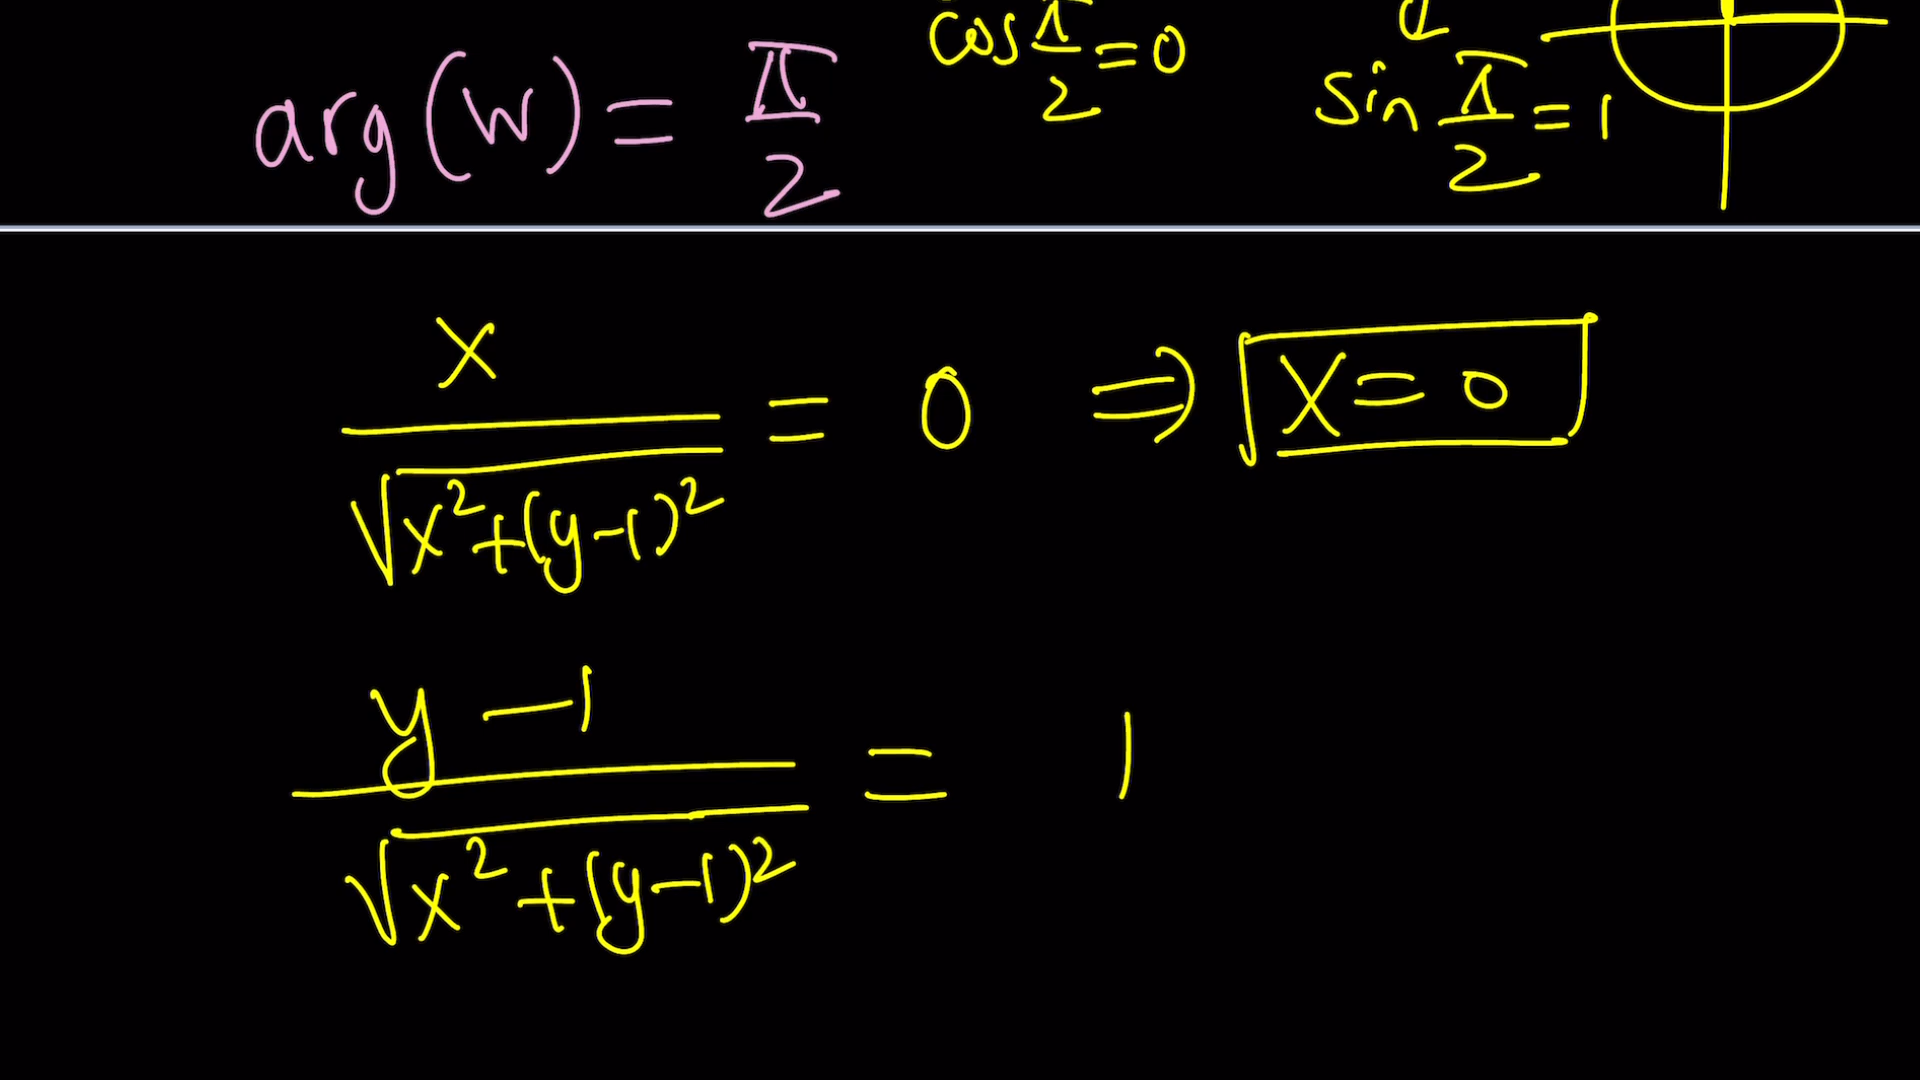 cos π/2 = 0
sin π/2 = 1
arg(w) = π/2
x/√(x²+(y-1)²) = 0 ⇒ x = 0
(y-1)/√(x²+(y-1)²) = 1